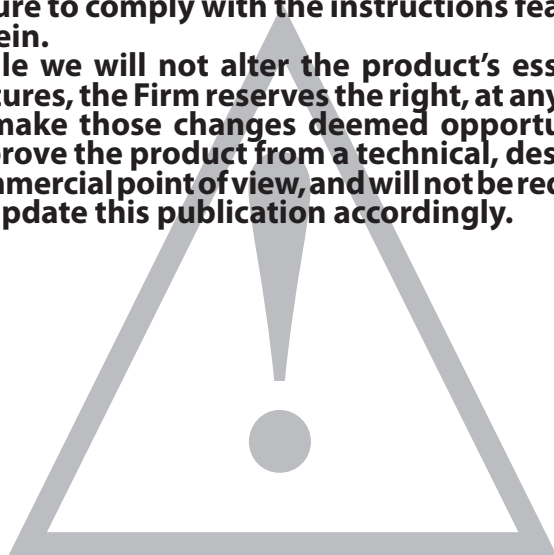 ure to comply with the instructions fea
ein.
le we will not alter the product’s ess
tures, the Firm reserves the right, at any
make those changes deemed opportu
prove the product from a technical, des
mmercial point of view, and will not be req
pdate this publication accordingly.